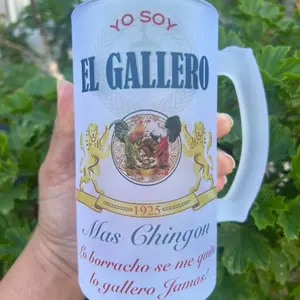 YO SOY
EL GALLERO
1925
Mas Chingon
Lo borracho se me quita
lo gallero Jamas!